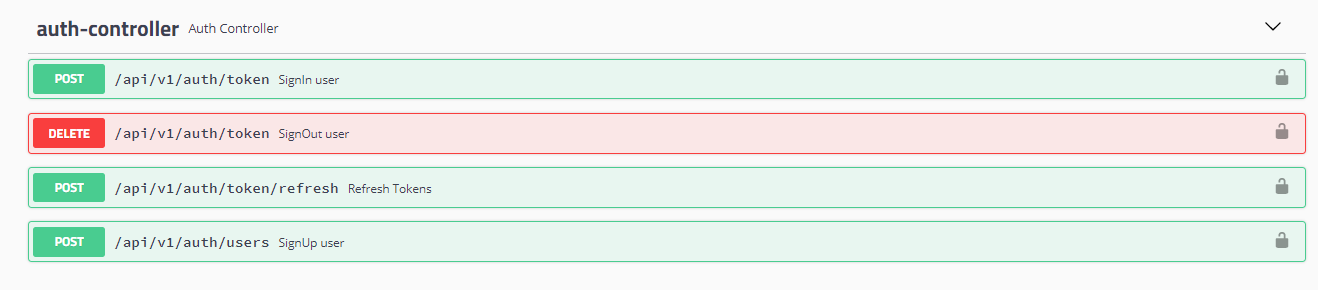 auth-controller Auth Controller
POST /api/v1/auth/token SignIn user
DELETE /api/v1/auth/token SignOut user
POST /api/v1/auth/token/refresh Refresh Tokens
POST /api/v1/auth/users SignUp user